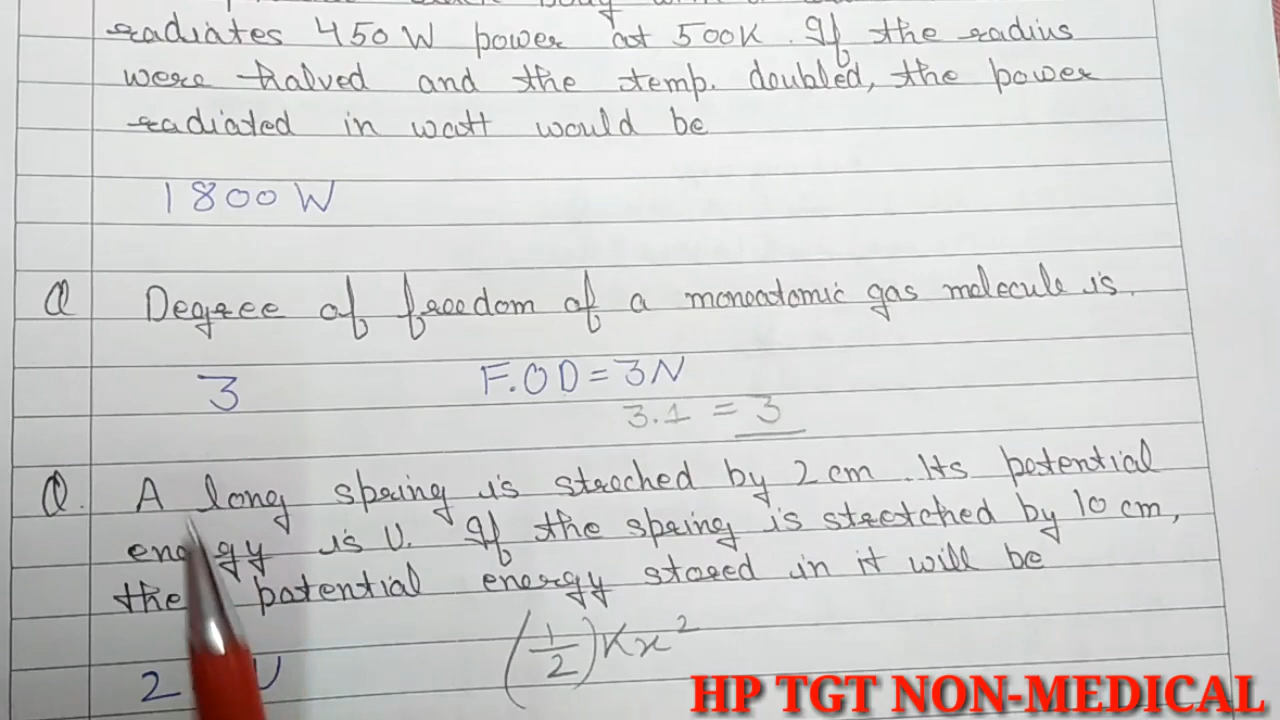 radiates 450 W power at 500K. If the radius
were halved and the temp. doubled, the power
radiated in watt would be
1800 W
Q Degree of freedom of a monoatomic gas molecule is.
3 F.OD = 3N
3.1 = 3
Q. A long spring is streched by 2 cm. Its potential
energy is U. If the spring is stretched by 10 cm,
the potential energy stored in it will be
2 U (1/2) Kx²
HP TGT NON-MEDICAL